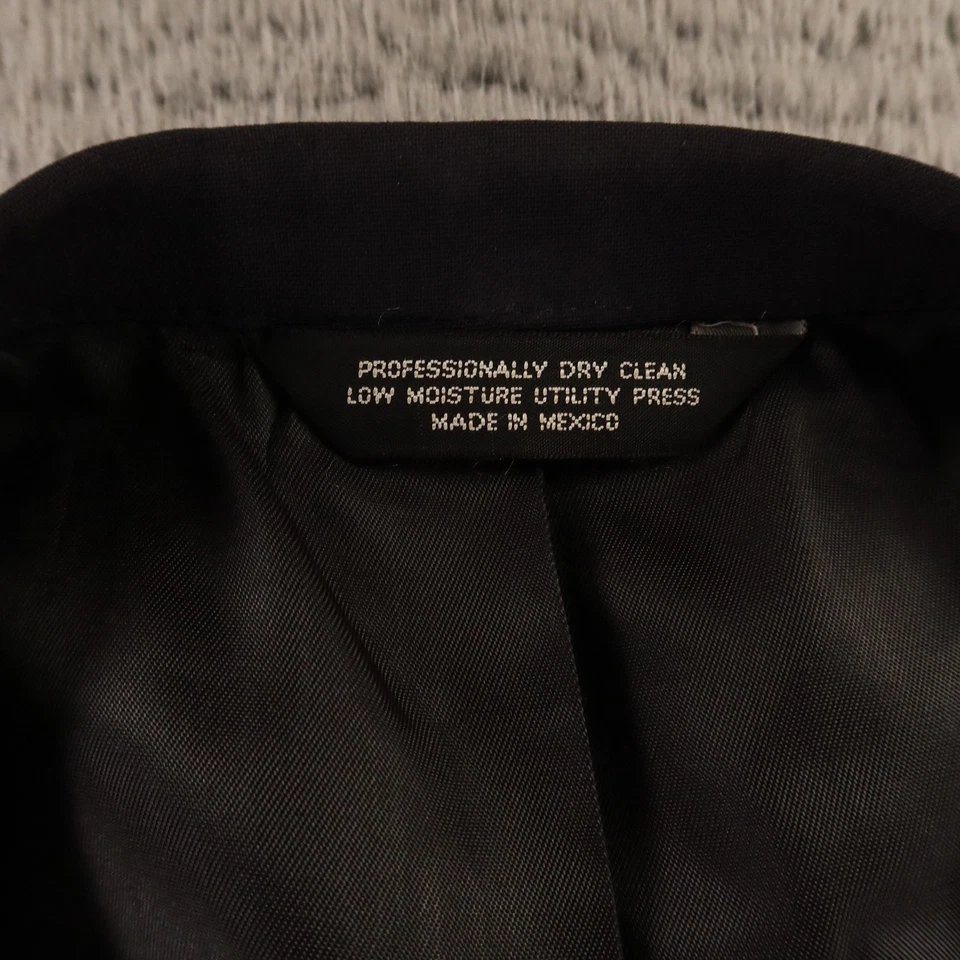 PROFESSIONALLY DRY CLEAN
LOW MOISTURE UTILITY PRESS
MADE IN MEXICO